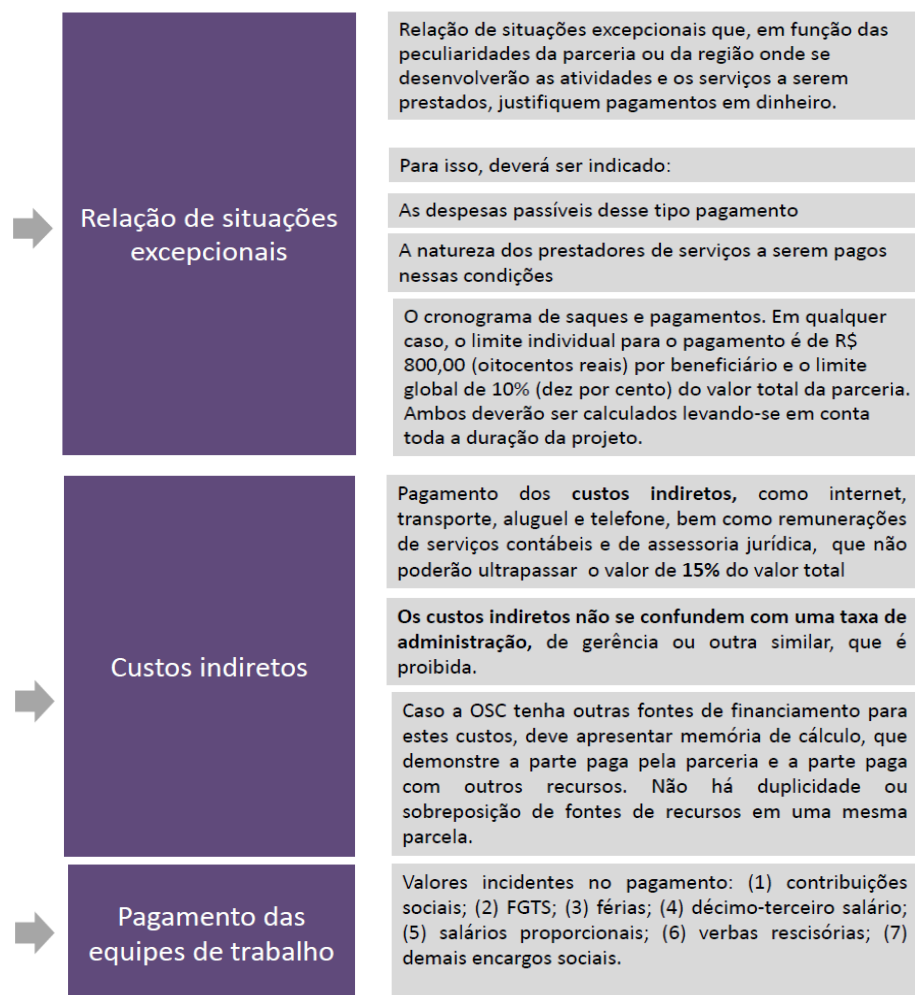 Relação de situações
excepcionais
Relação de situações excepcionais que, em função das
peculiaridades da parceria ou da região onde se
desenvolverão as atividades e os serviços a serem
prestados, justifiquem pagamentos em dinheiro.
Para isso, deverá ser indicado:
As despesas passíveis desse tipo pagamento
A natureza dos prestadores de serviços a serem pagos
nessas condições
O cronograma de saques e pagamentos. Em qualquer
caso, o limite individual para o pagamento é de R$
800,00 (oitocentos reais) por beneficiário e o limite
global de 10% (dez por cento) do valor total da parceria.
Ambos deverão ser calculados levando-se em conta
toda a duração da projeto.
Custos indiretos
Pagamento dos custos indiretos, como internet,
transporte, aluguel e telefone, bem como remunerações
de serviços contábeis e de assessoria jurídica, que não
poderão ultrapassar o valor de 15% do valor total
Os custos indiretos não se confundem com uma taxa de
administração, de gerência ou outra similar, que é
proibida.
Caso a OSC tenha outras fontes de financiamento para
estes custos, deve apresentar memória de cálculo, que
demonstre a parte paga pela parceria e a parte paga
com outros recursos. Não há duplicidade ou
sobreposição de fontes de recursos em uma mesma
parcela.
Pagamento das
equipes de trabalho
Valores incidentes no pagamento: (1) contribuições
sociais; (2) FGTS; (3) férias; (4) décimo-terceiro salário;
(5) salários proporcionais; (6) verbas rescisórias; (7)
demais encargos sociais.